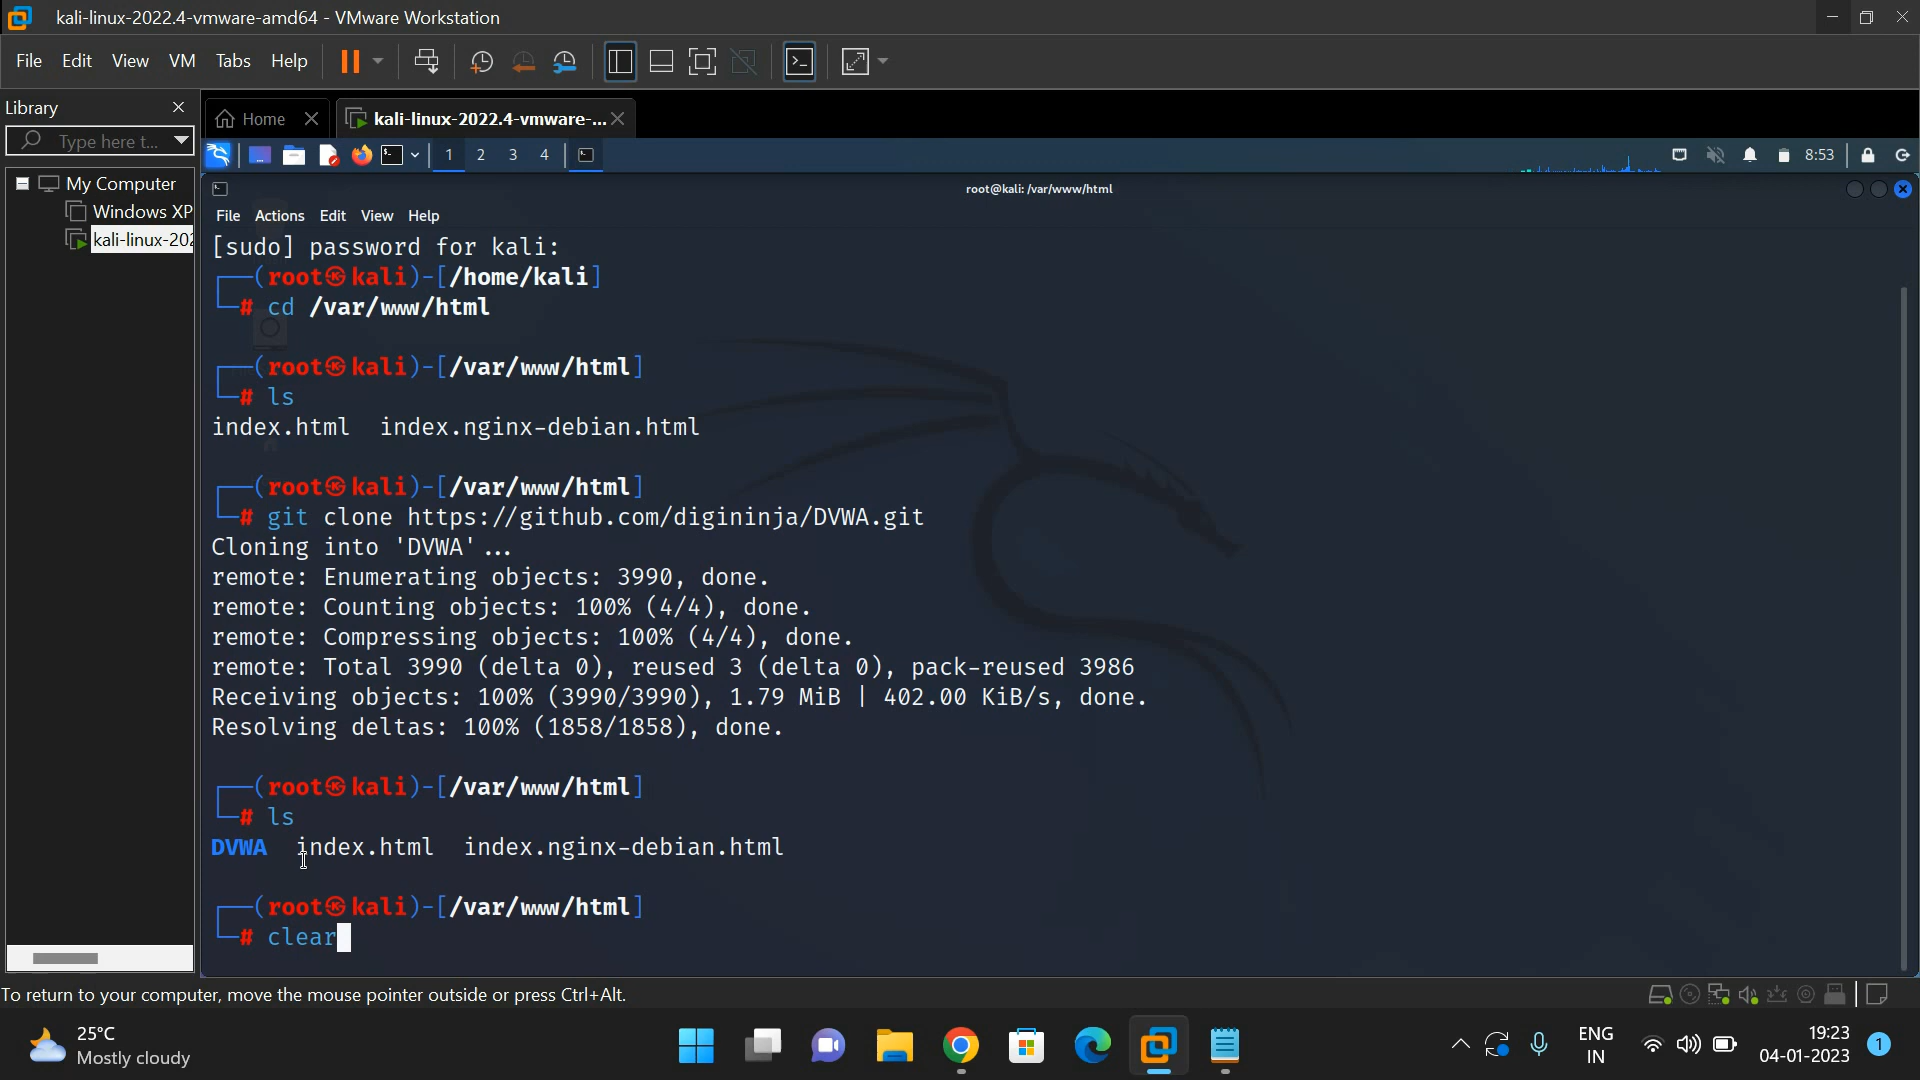 kali-linux-2022.4-vmware-amd64 - VMware Workstation
File Edit View VM Tabs Help
Library
Home
kali-linux-2022.4-vmware-...
Type here t...
1 2 3 4
8:53
My Computer
Windows XP
kali-linux-202
root@kali: /var/www/html
File Actions Edit View Help
[sudo] password for kali:
┌──(root㉿kali)-[/home/kali]
└─# cd /var/www/html
┌──(root㉿kali)-[/var/www/html]
└─# ls
index.html  index.nginx-debian.html
┌──(root㉿kali)-[/var/www/html]
└─# git clone https://github.com/digininja/DVWA.git
Cloning into 'DVWA'...
remote: Enumerating objects: 3990, done.
remote: Counting objects: 100% (4/4), done.
remote: Compressing objects: 100% (4/4), done.
remote: Total 3990 (delta 0), reused 3 (delta 0), pack-reused 3986
Receiving objects: 100% (3990/3990), 1.79 MiB | 402.00 KiB/s, done.
Resolving deltas: 100% (1858/1858), done.
┌──(root㉿kali)-[/var/www/html]
└─# ls
DVWA  index.html  index.nginx-debian.html
┌──(root㉿kali)-[/var/www/html]
└─# clear
To return to your computer, move the mouse pointer outside or press Ctrl+Alt.
25°C
Mostly cloudy
ENG
IN
19:23
04-01-2023
1